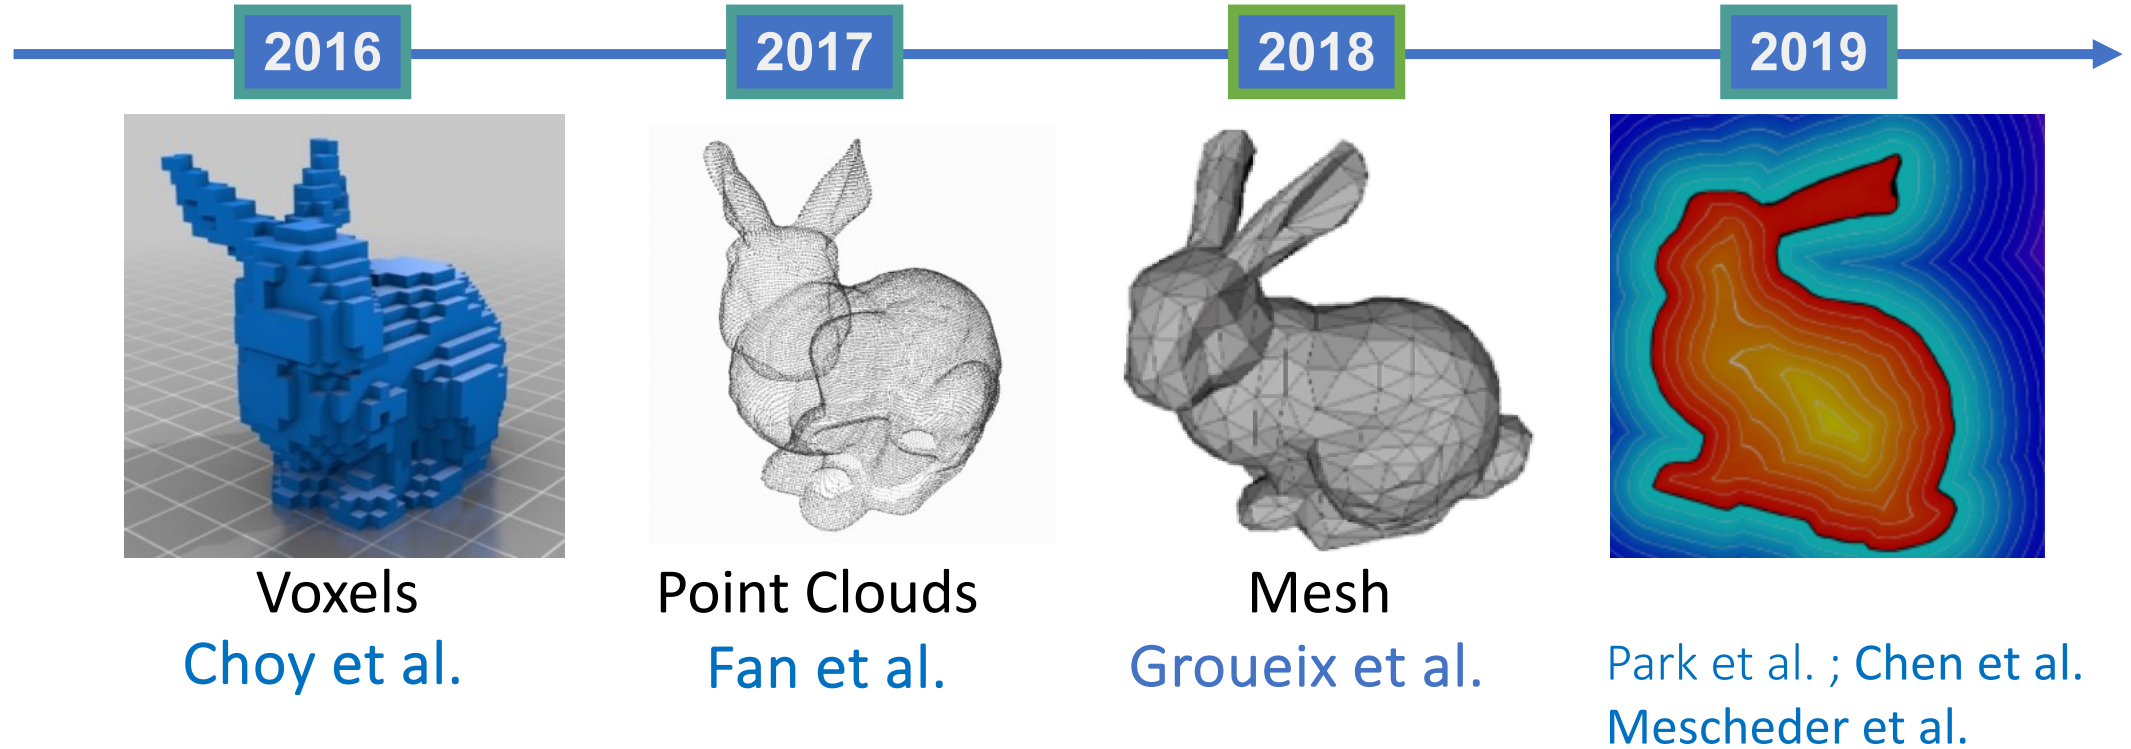 2016
2017
2018
2019
Voxels
Choy et al.
Point Clouds
Fan et al.
Mesh
Groueix et al.
Park et al. ; Chen et al.
Mescheder et al.